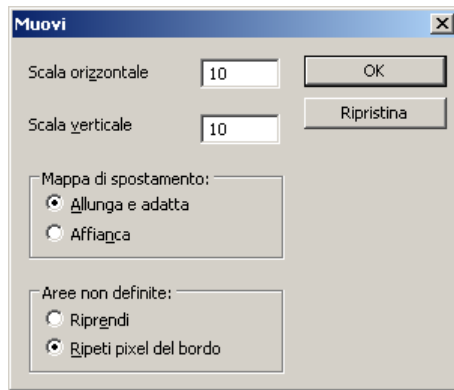 Muovi
Scala orizzontale 10 OK
Ripristina
Scala verticale 10
Mappa di spostamento:
Allunga e adatta
Affianca
Aree non definite:
Riprendi
Ripeti pixel del bordo